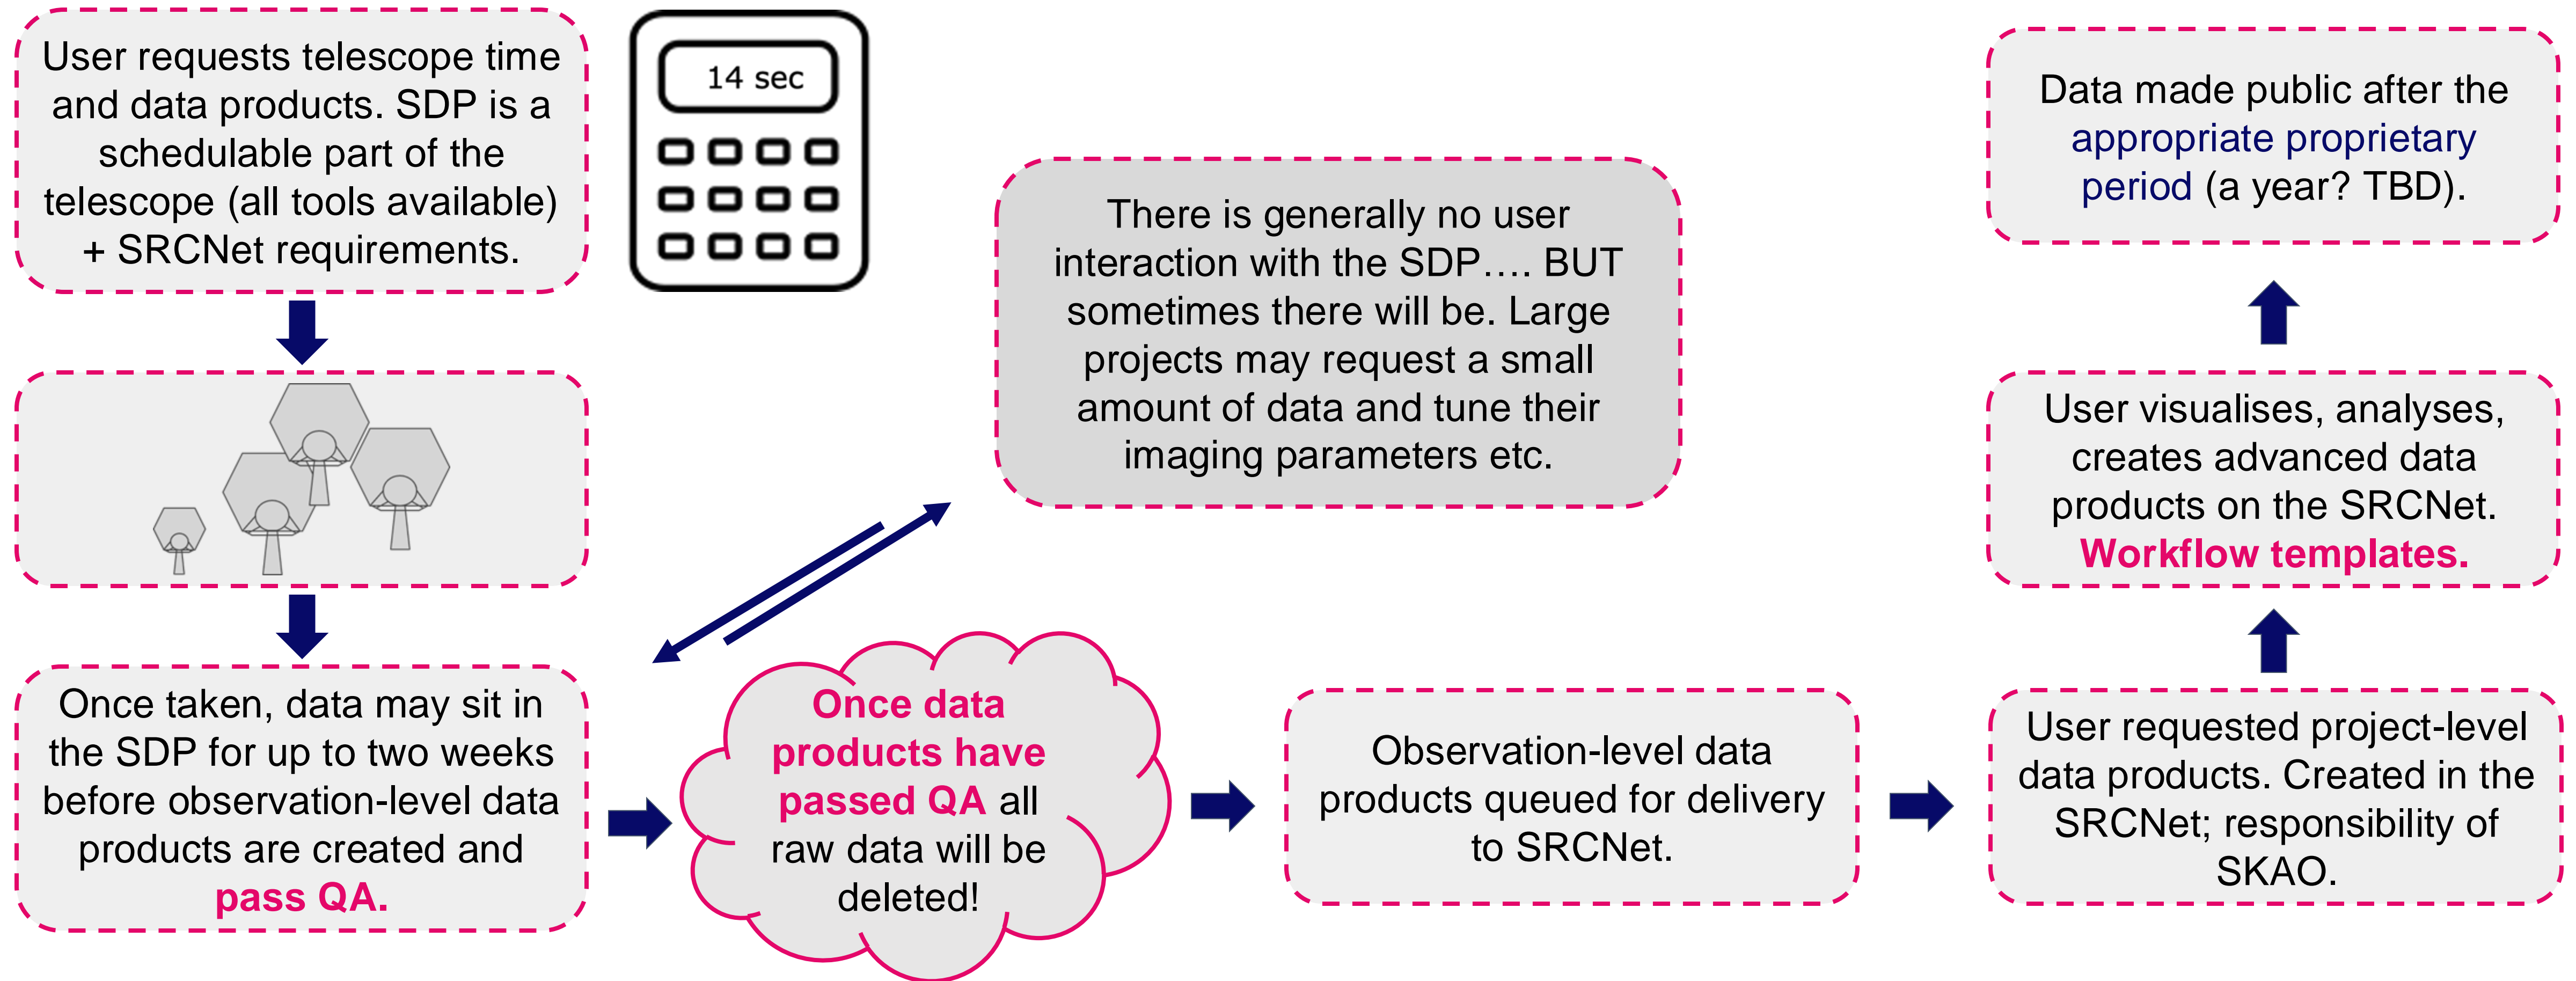 User requests telescope time
and data products. SDP is a
schedulable part of the
telescope (all tools available)
+ SRCNet requirements.
14 sec
Once taken, data may sit in
the SDP for up to two weeks
before observation-level data
products are created and
pass QA.
There is generally no user
interaction with the SDP…. BUT
sometimes there will be. Large
projects may request a small
amount of data and tune their
imaging parameters etc.
Once data
products have
passed QA all
raw data will be
deleted!
Observation-level data
products queued for delivery
to SRCNet.
User requested project-level
data products. Created in the
SRCNet; responsibility of
SKAO.
User visualises, analyses,
creates advanced data
products on the SRCNet.
Workflow templates.
Data made public after the
appropriate proprietary
period (a year? TBD).